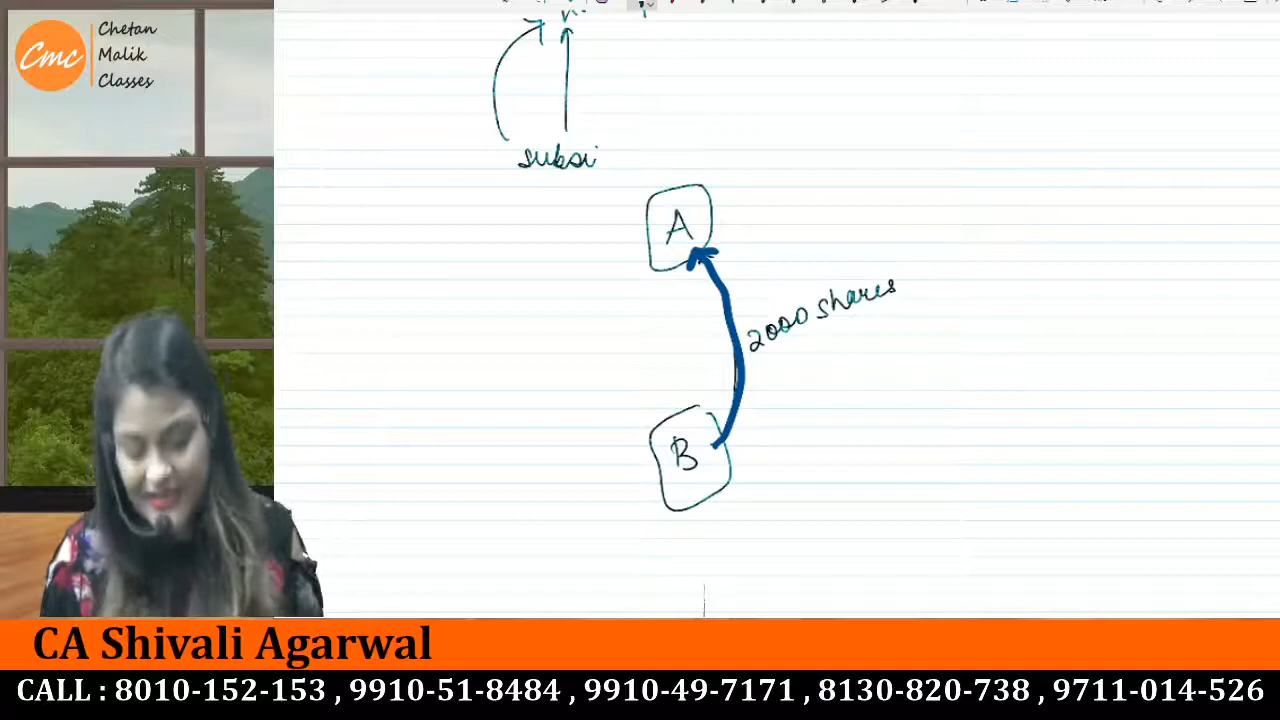 Cmc
Chetan
Malik
Classes
subsi
A
2000 shares
B
CA Shivali Agarwal
CALL : 8010-152-153 , 9910-51-8484 , 9910-49-7171 , 8130-820-738 , 9711-014-526